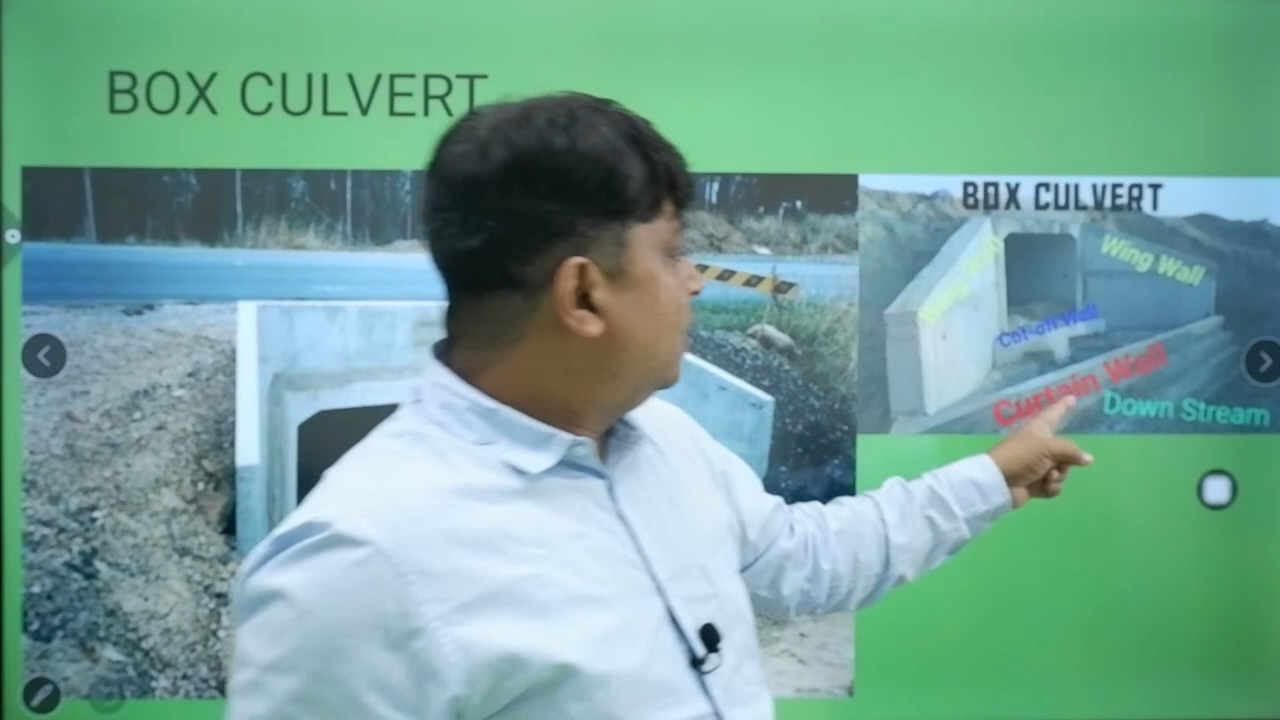 BOX CULVERT
BOX CULVERT
Wing Wall
Wing Wall
Cut-off Wall
Curtain Wall
Down Stream